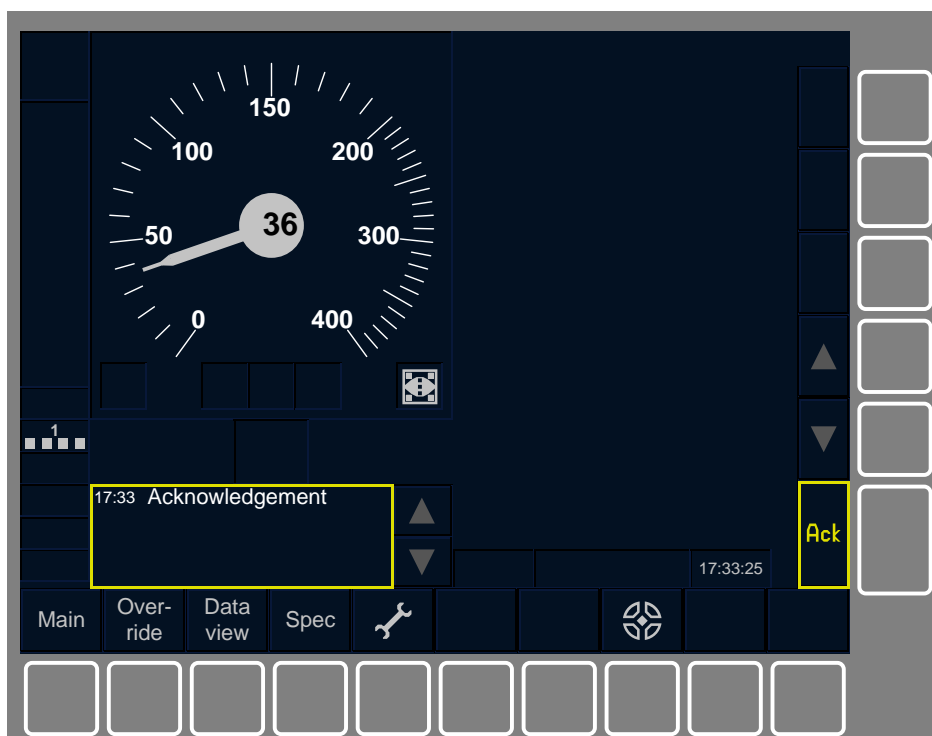 150
100
200
36
50
300
0
400
1
17:33 Acknowledgement
Ack
17:33:25
Main
Over-
ride
Data
view
Spec